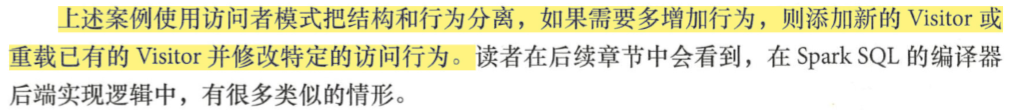 上述案例使用访问者模式把结构和行为分离，如果需要多增加行为，则添加新的 Visitor 或
重载已有的 Visitor 并修改特定的访问行为。读者在后续章节中会看到，在 Spark SQL 的编译器
后端实现逻辑中，有很多类似的情形。